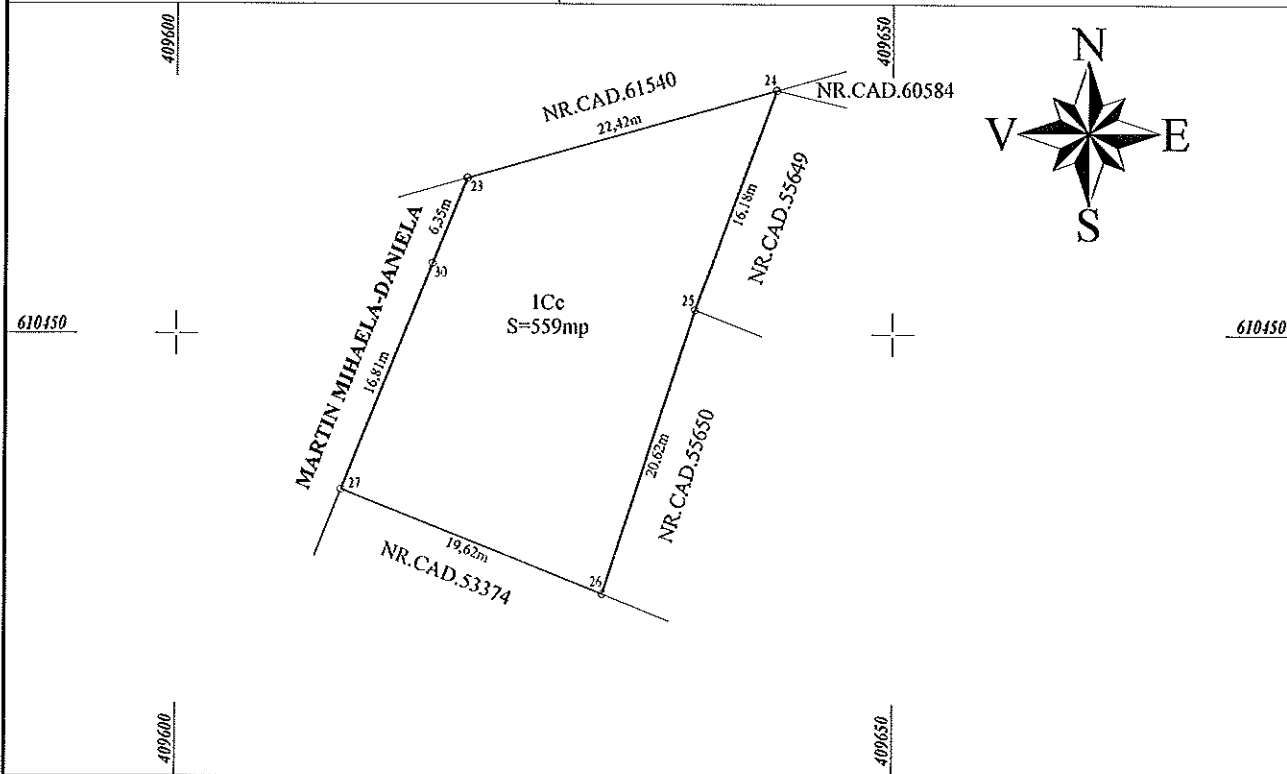 409600
409650
N
V
E
S
24
NR.CAD.60584
NR.CAD.61540
22,42m
23
6,35m
16,18m
NR.CAD.55649
30
MARTIN MIHAELA-DANIELA
1Cc
S=559mp
25
610450
610450
16,81m
20,62m
NR.CAD.55650
27
19,62m
NR.CAD.53374
26
409600
409650